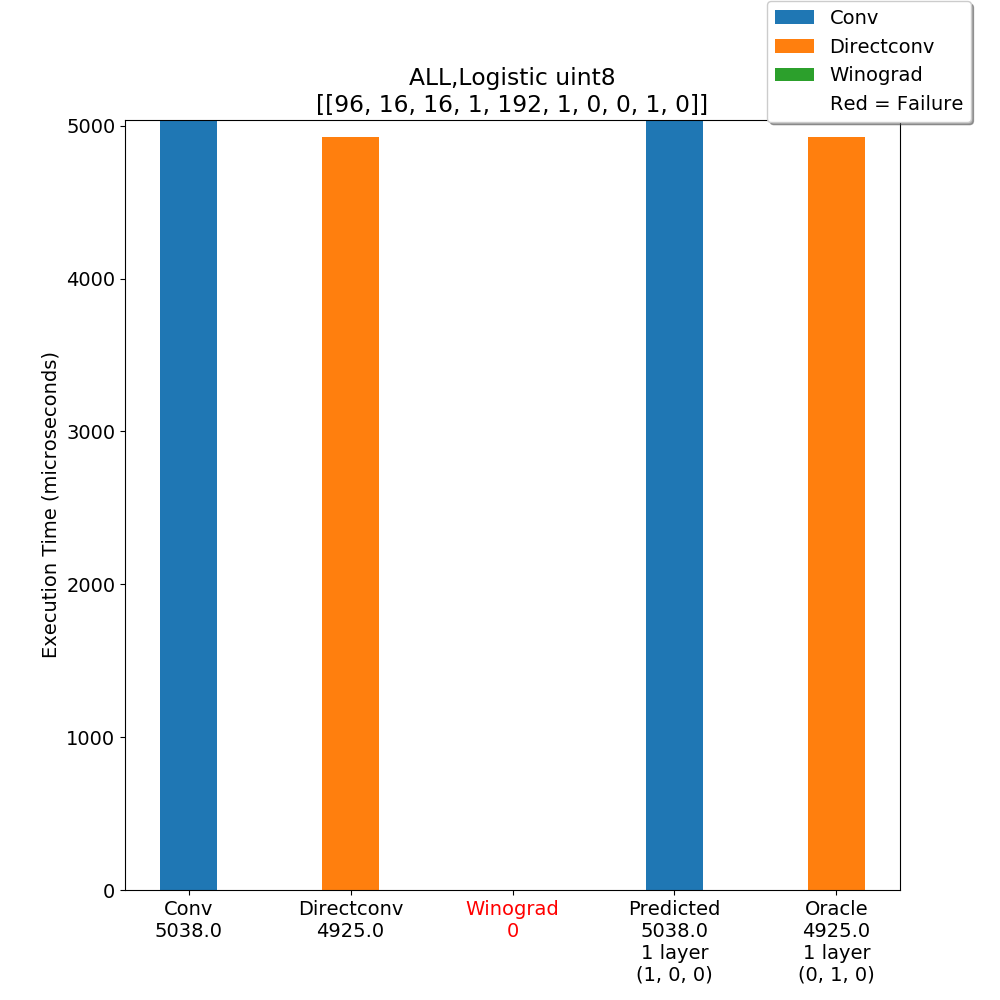 Conv
Directconv
Winograd
Red = Failure
ALL,Logistic uint8
[[96, 16, 16, 1, 192, 1, 0, 0, 1, 0]]
Execution Time (microseconds)
5000
4000
3000
2000
1000
0
Conv
5038.0
Directconv
4925.0
Winograd
0
Predicted
5038.0
1 layer
(1, 0, 0)
Oracle
4925.0
1 layer
(0, 1, 0)